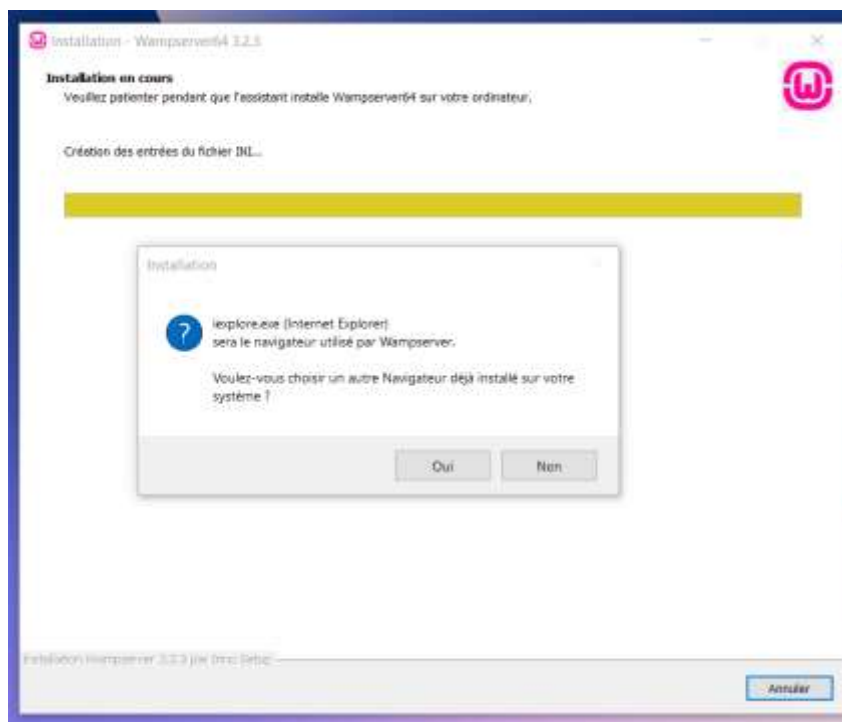 Installation - Wampserver64 3.2.3
Installation en cours
Veuillez patienter pendant que l'assistant installe Wampserver64 sur votre ordinateur.
Création des entrées du fichier INI...
Installation
iexplore.exe (Internet Explorer)
sera le navigateur utilisé par Wampserver.
Voulez-vous choisir un autre Navigateur déjà installé sur votre
système ?
Oui
Non
Installation Wampserver 3.2.3 par Inno Setup
Annuler